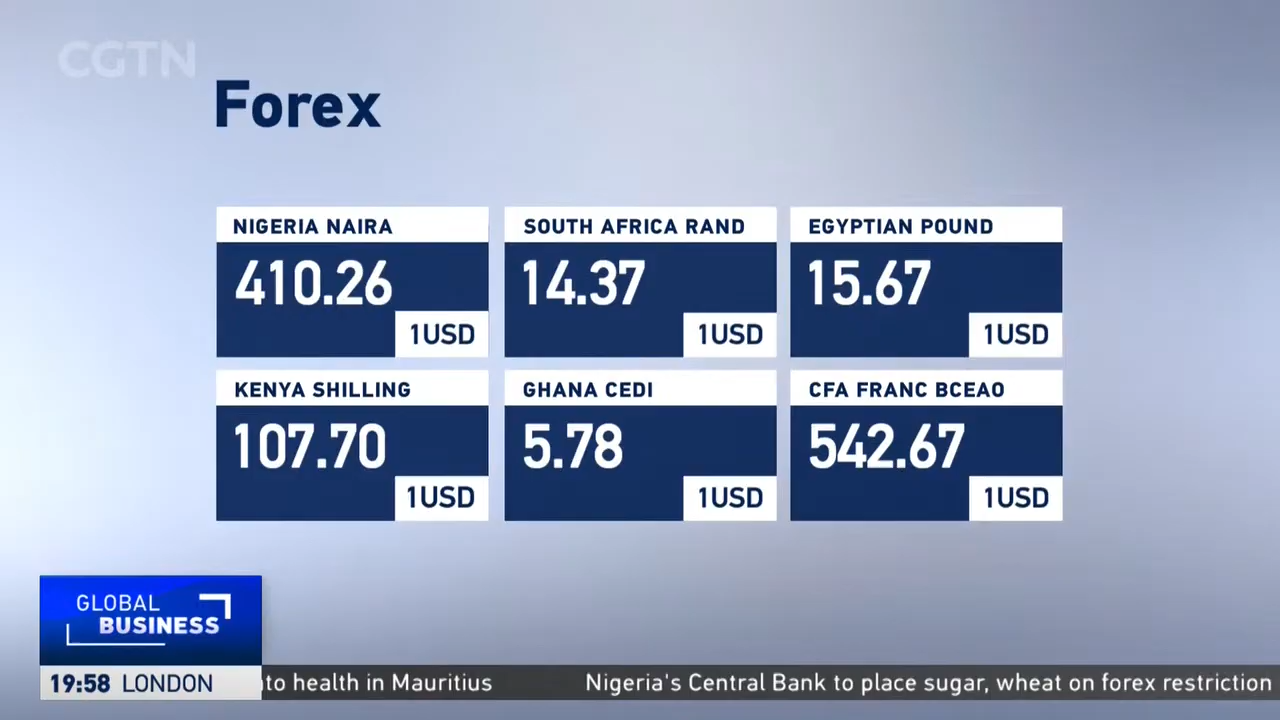 CGTN
Forex
NIGERIA NAIRA
410.26
1USD
SOUTH AFRICA RAND
14.37
1USD
EGYPTIAN POUND
15.67
1USD
KENYA SHILLING
107.70
1USD
GHANA CEDI
5.78
1USD
CFA FRANC BCEAO
542.67
1USD
GLOBAL
BUSINESS
19:58 LONDON
to health in Mauritius
Nigeria's Central Bank to place sugar, wheat on forex restriction